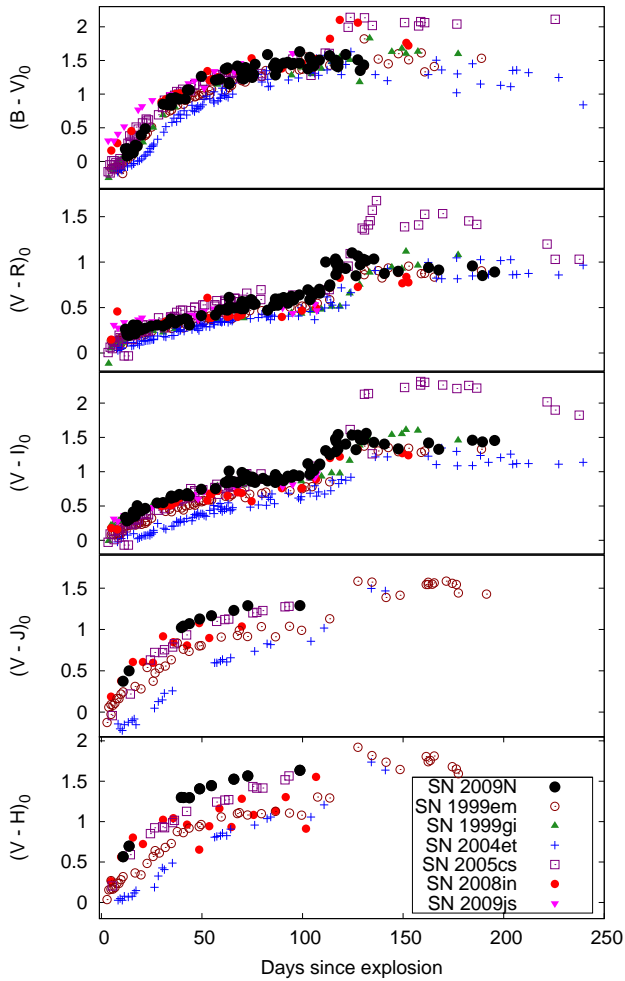 2
1.5
1
0.5
0
(B - V)0
1.5
1
0.5
0
(V - R)0
2
1.5
1
0.5
0
(V - I)0
1.5
1
0.5
0
(V - J)0
2
1.5
1
0.5
0
(V - H)0
SN 2009N
SN 1999em
SN 1999gi
SN 2004et
SN 2005cs
SN 2008in
SN 2009js
0 50 100 150 200 250
Days since explosion